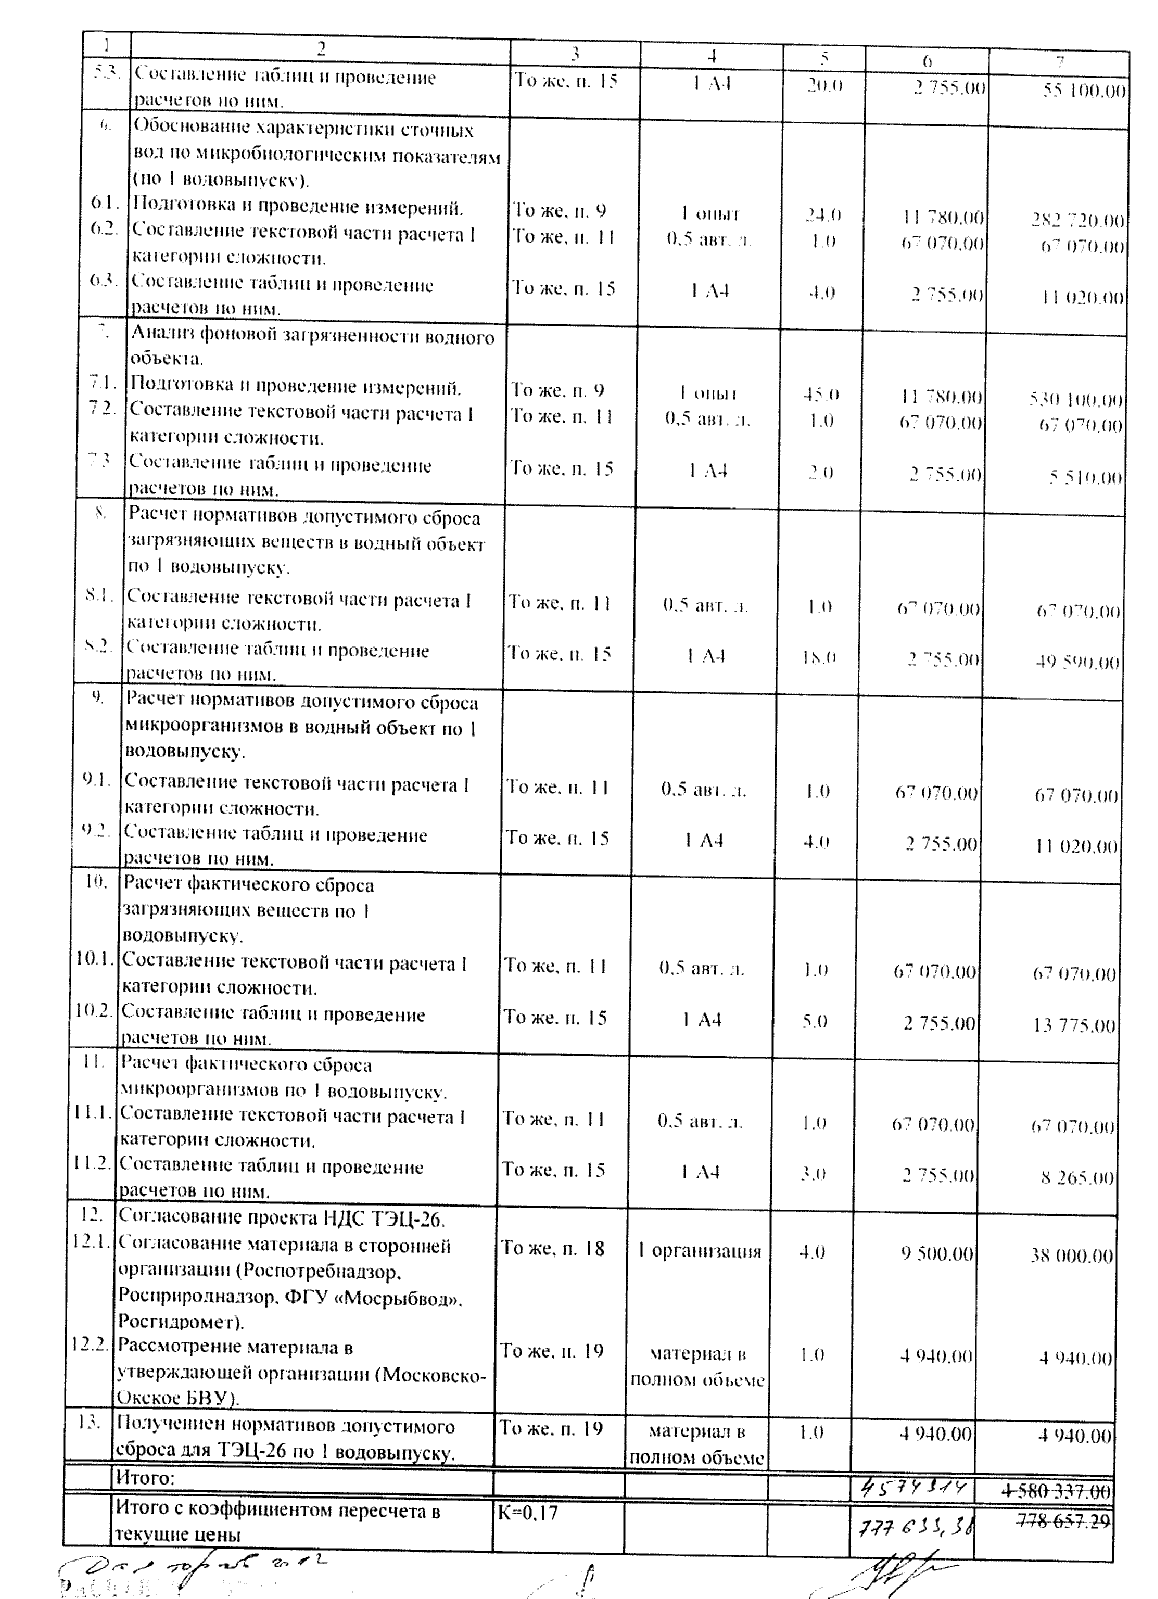 1 2 3 4 5 6 7
5.3. Составление таблиц и проведение То же, п. 15 1 А4 20.0 2 755.00 55 100.00
расчетов по ним.
6. Обоснование характеристики сточных
вод по микробиологическим показателям
(по 1 водовыпуску).
6.1. Подготовка и проведение измерений. То же, п. 9 1 опыт 24.0 11 780.00 282 720.00
6.2. Составление текстовой части расчета I То же, п. 11 0,5 авт. л. 1.0 67 070.00 67 070.00
категории сложности.
6.3. Составление таблиц и проведение То же, п. 15 1 А4 4.0 2 755.00 11 020.00
расчетов по ним.
7. Анализ фоновой загрязненности водного
объекта.
7.1. Подготовка и проведение измерений. То же, п. 9 1 опыт 45.0 11 780.00 530 100.00
7.2. Составление текстовой части расчета I То же, п. 11 0,5 авт. л. 1.0 67 070.00 67 070.00
категории сложности.
7.3 Составление таблиц и проведение То же, п. 15 1 А4 2.0 2 755.00 5 510.00
расчетов по ним.
8. Расчет нормативов допустимого сброса
загрязняющих веществ в водный объект
по 1 водовыпуску.
8.1. Составление текстовой части расчета I То же, п. 11 0,5 авт. л. 1.0 67 070.00 67 070.00
категории сложности.
8.2. Составление таблиц и проведение То же, п. 15 1 А4 18.0 2 755.00 49 590.00
расчетов по ним.
9. Расчет нормативов допустимого сброса
микроорганизмов в водный объект по 1
водовыпуску.
9.1. Составление текстовой части расчета I То же, п. 11 0,5 авт. л. 1.0 67 070.00 67 070.00
категории сложности.
9.2. Составление таблиц и проведение То же, п. 15 1 А4 4.0 2 755.00 11 020.00
расчетов по ним.
10. Расчет фактического сброса
загрязняющих веществ по 1
водовыпуску.
10.1. Составление текстовой части расчета I То же, п. 11 0,5 авт. л. 1.0 67 070.00 67 070.00
категории сложности.
10.2. Составление таблиц и проведение То же. п. 15 1 А4 5.0 2 755.00 13 775.00
расчетов по ним.
11. Расчет фактического сброса
микроорганизмов по 1 водовыпуску.
11.1. Составление текстовой части расчета I То же, п. 11 0,5 авт. л. 1.0 67 070.00 67 070.00
категории сложности.
11.2. Составление таблиц и проведение То же, п. 15 1 А4 3.0 2 755.00 8 265.00
расчетов по ним.
12. Согласование проекта НДС ТЭЦ-26.
12.1. Согласование материала в сторонней То же, п. 18 1 организация 4.0 9 500.00 38 000.00
организации (Роспотребнадзор,
Росприроднадзор, ФГУ «Мосрыбвод»,
Росгидромет).
12.2. Рассмотрение материала в То же, п. 19 материал в 1.0 4 940.00 4 940.00
утверждающей организации (Московско- полном объеме
Окское БВУ).
13. Получениен нормативов допустимого То же, п. 19 материал в 1.0 4 940.00 4 940.00
сброса для ТЭЦ-26 по 1 водовыпуску. полном объеме
Итого: 4574314 4 580 337.00
Итого с коэффициентом пересчета в К=0,17 777 633,38 778 657.29
текущие цены